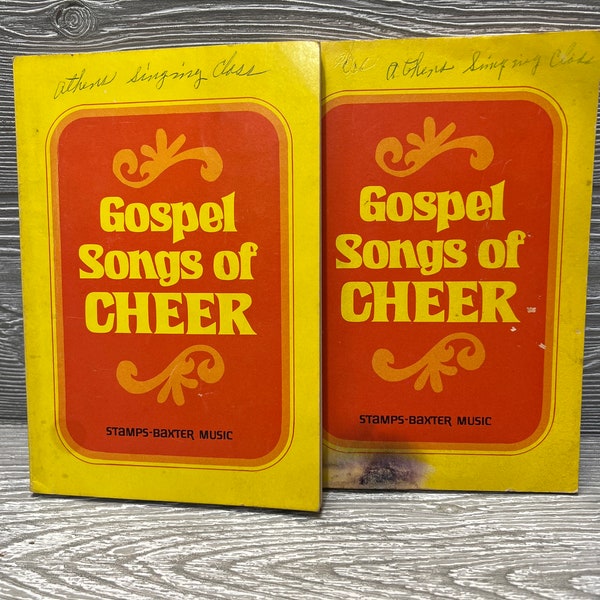 Athens Singing Class
Gospel
Songs of
CHEER
STAMPS-BAXTER MUSIC
Athens Singing Class
Gospel
Songs of
CHEER
STAMPS-BAXTER MUSIC